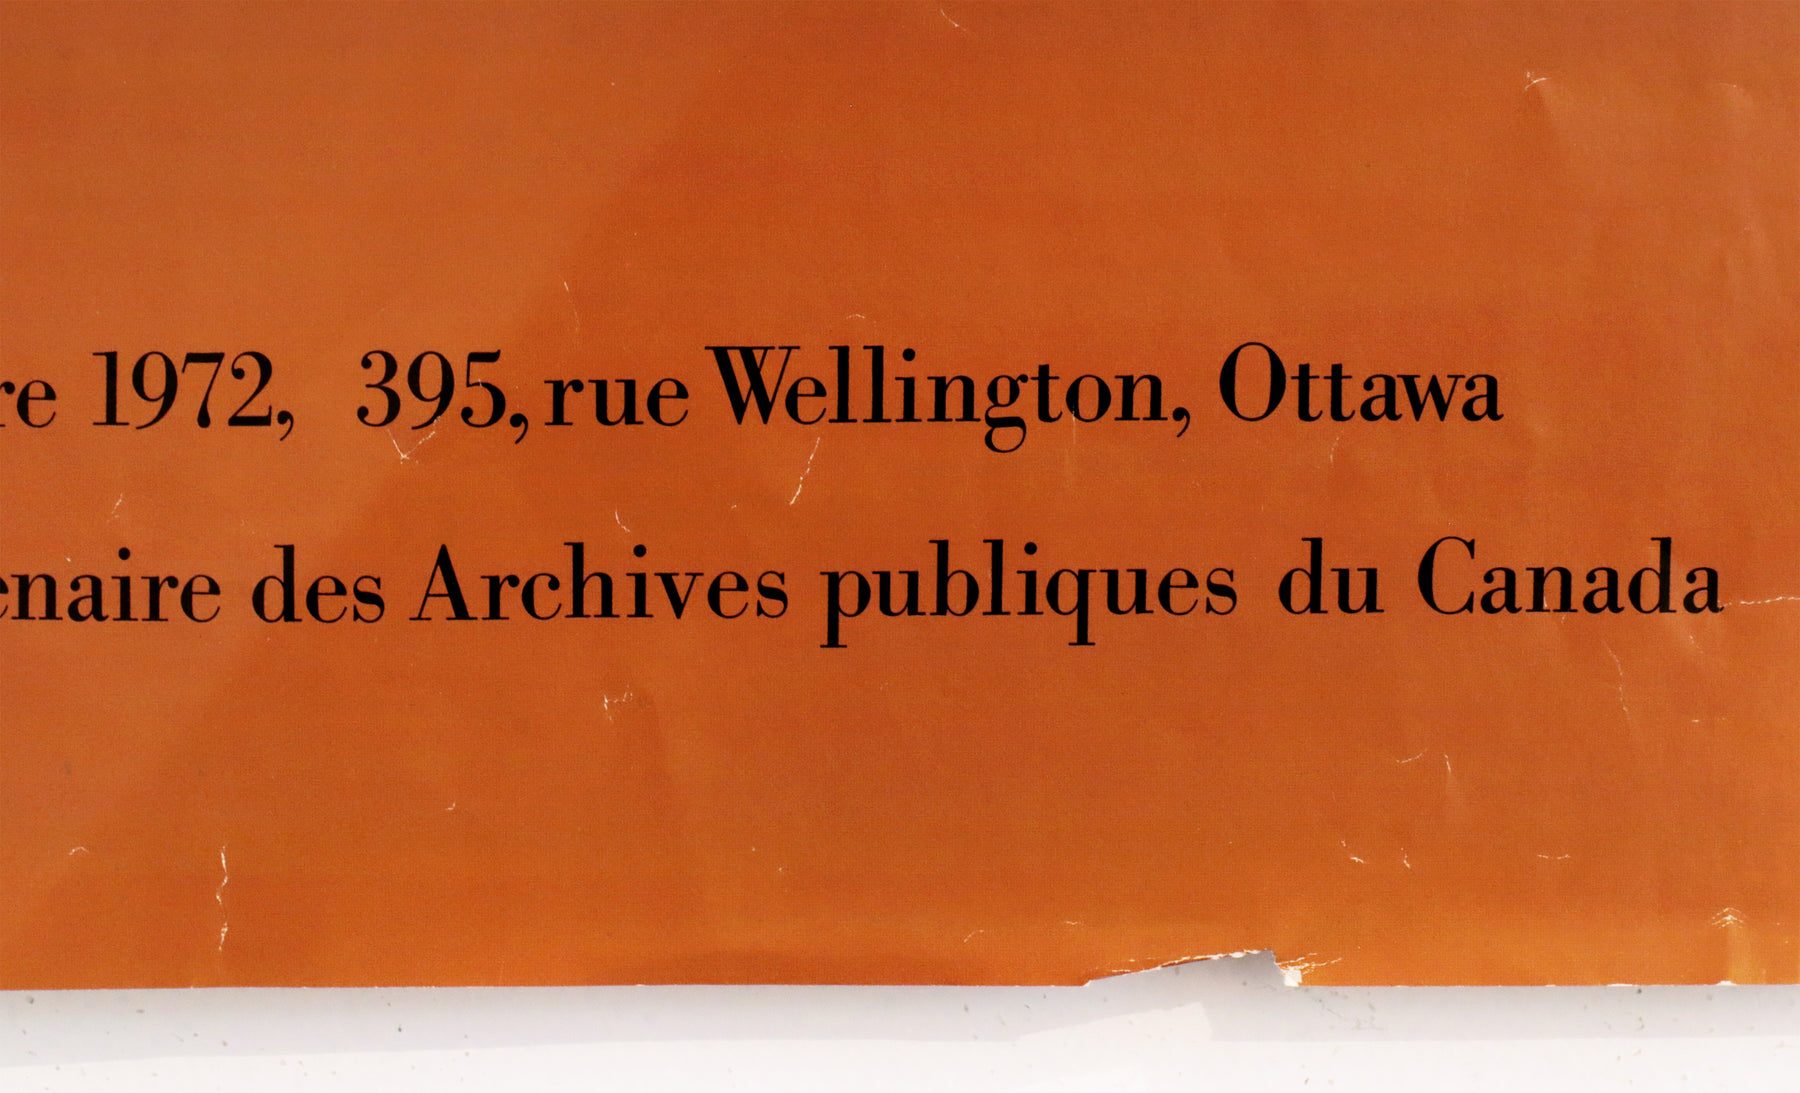 re 1972, 395, rue Wellington, Ottawa
enaire des Archives publiques du Canada